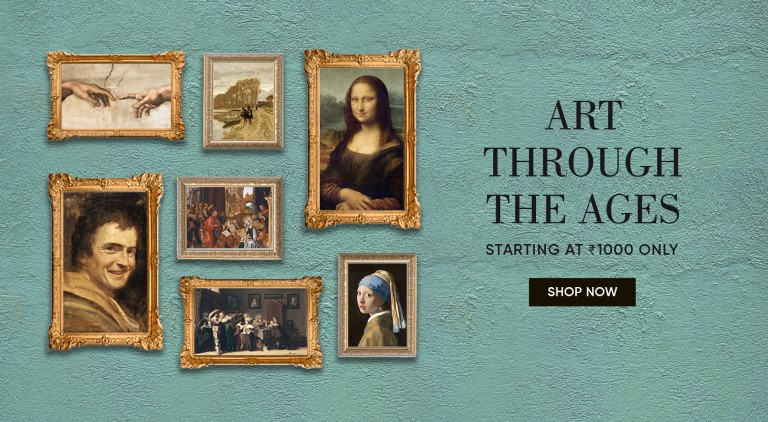 ART
THROUGH
THE AGES
STARTING AT ₹1000 ONLY
SHOP NOW